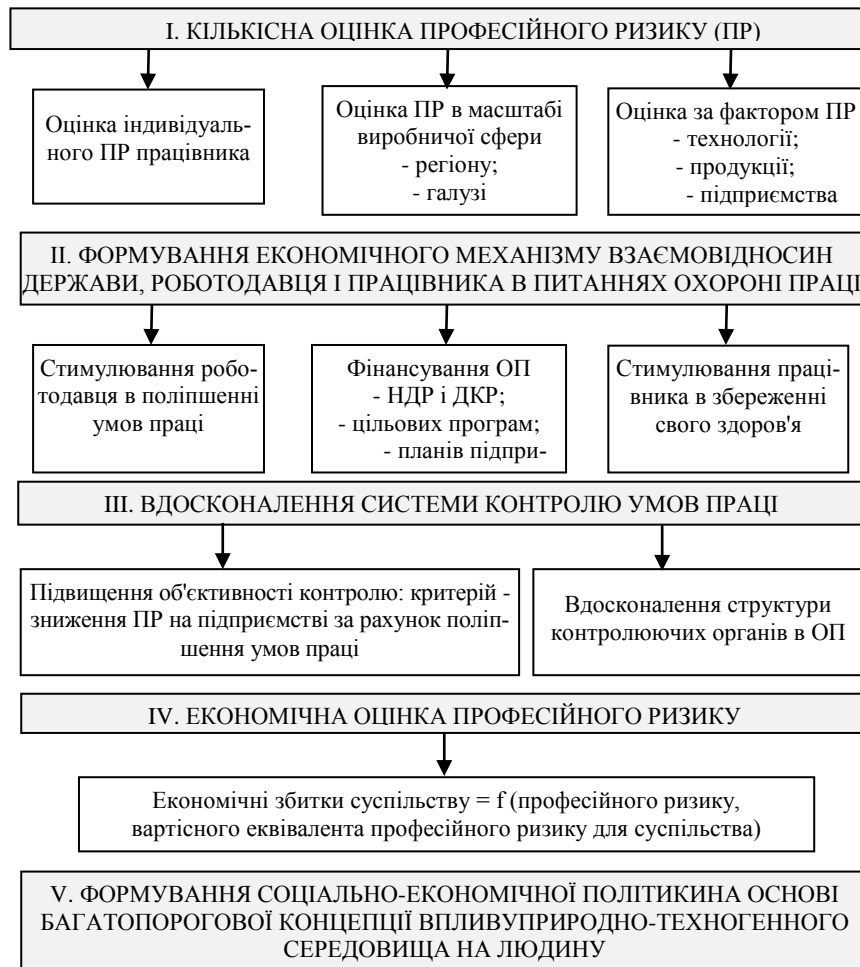 І. КІЛЬКІСНА ОЦІНКА ПРОФЕСІЙНОГО РИЗИКУ (ПР)
Оцінка індивідуаль-
ного ПР працівника
Оцінка ПР в масштабі
виробничої сфери
- регіону;
- галузі
Оцінка за фактором ПР
- технології;
- продукції;
- підприємства
ІІ. ФОРМУВАННЯ ЕКОНОМІЧНОГО МЕХАНІЗМУ ВЗАЄМОВІДНОСИН
ДЕРЖАВИ, РОБОТОДАВЦЯ І ПРАЦІВНИКА В ПИТАННЯХ ОХОРОНІ ПРАЦІ
Стимулювання робо-
тодавця в поліпшенні
умов праці
Фінансування ОП
- НДР і ДКР;
- цільових програм;
- планів підпри-
Стимулювання праці-
вника в збереженні
свого здоров'я
ІІІ. ВДОСКОНАЛЕННЯ СИСТЕМИ КОНТРОЛЮ УМОВ ПРАЦІ
Підвищення об'єктивності контролю: критерій -
зниження ПР на підприємстві за рахунок поліп-
шення умов праці
Вдосконалення структури
контролюючих органів в ОП
IV. ЕКОНОМІЧНА ОЦІНКА ПРОФЕСІЙНОГО РИЗИКУ
Економічні збитки суспільству = f (професійного ризику,
вартісного еквівалента професійного ризику для суспільства)
V. ФОРМУВАННЯ СОЦІАЛЬНО-ЕКОНОМІЧНОЇ ПОЛІТИКИНА ОСНОВІ
БАГАТОПОРОГОВОЇ КОНЦЕПЦІЇ ВПЛИВУПРИРОДНО-ТЕХНОГЕННОГО
СЕРЕДОВИЩА НА ЛЮДИНУ